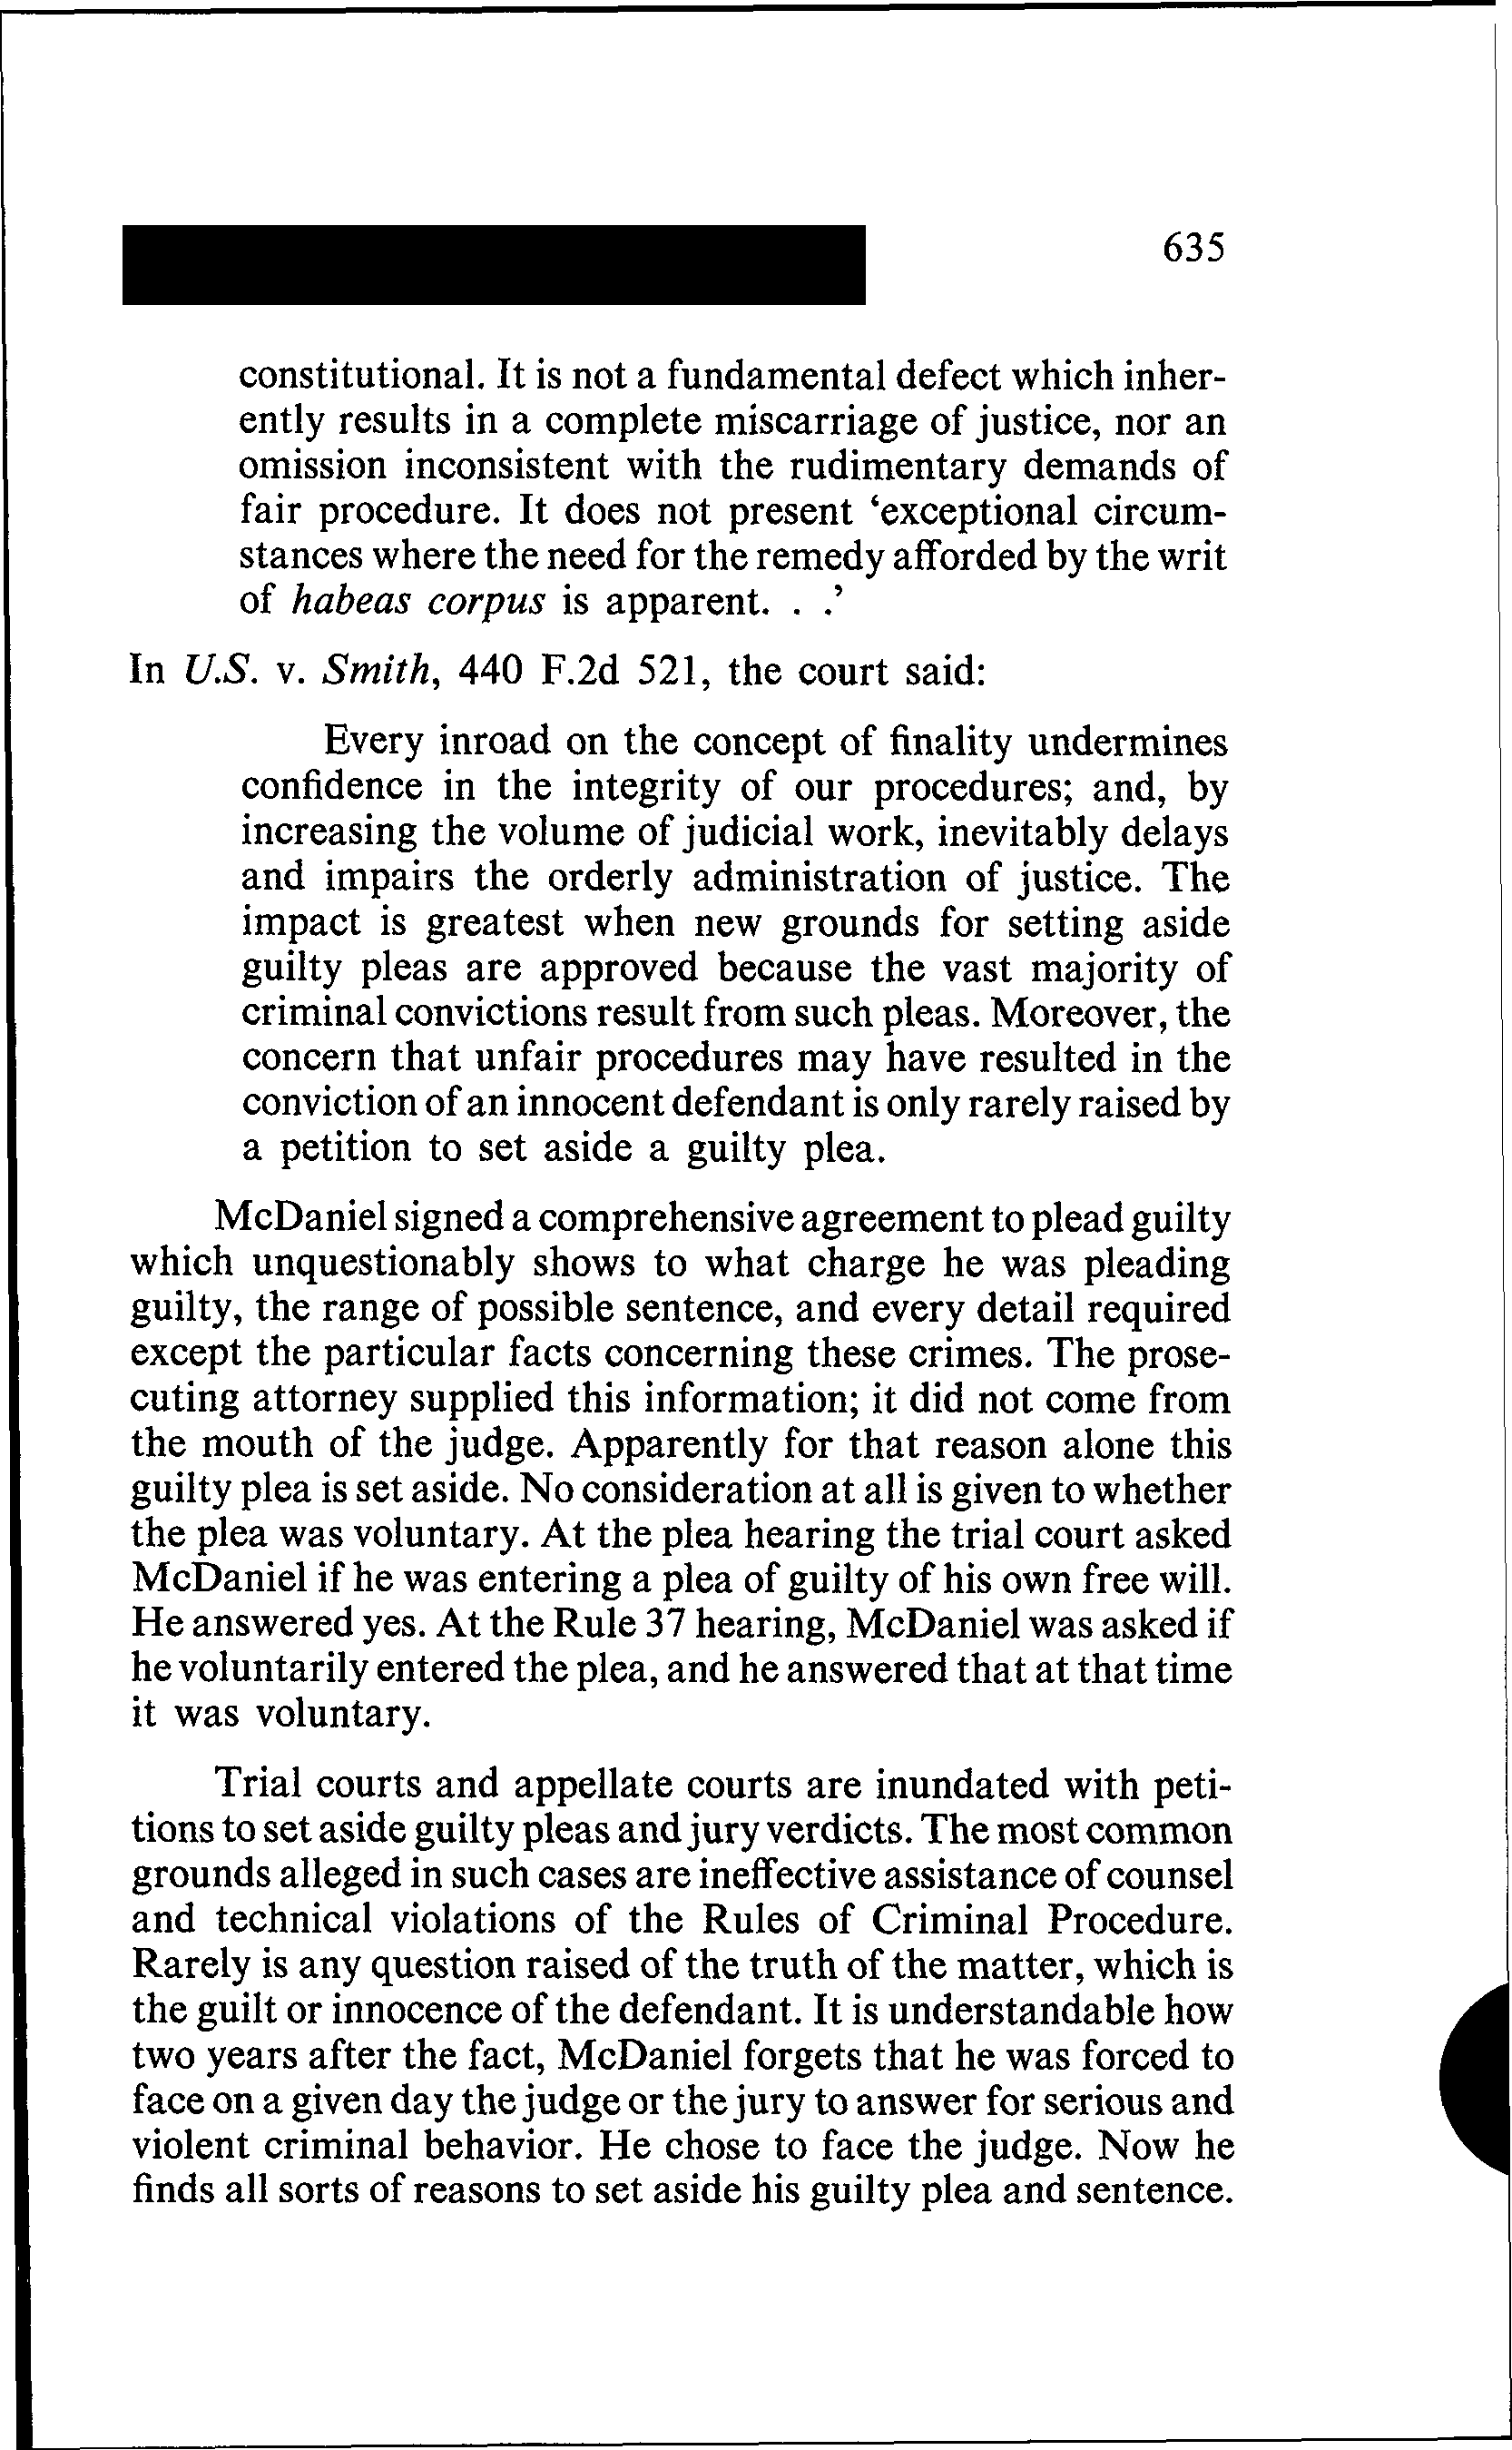 635
constitutional. It is not a fundamental defect which inher-
ently results in a complete miscarriage of justice, nor an
omission inconsistent with the rudimentary demands of
fair procedure. It does not present ‘exceptional circum-
stances where the need for the remedy afforded by the writ
of habeas corpus is apparent. . .’
In U.S. v. Smith, 440 F.2d 521, the court said:
Every inroad on the concept of finality undermines
confidence in the integrity of our procedures; and, by
increasing the volume of judicial work, inevitably delays
and impairs the orderly administration of justice. The
impact is greatest when new grounds for setting aside
guilty pleas are approved because the vast majority of
criminal convictions result from such pleas. Moreover, the
concern that unfair procedures may have resulted in the
conviction of an innocent defendant is only rarely raised by
a petition to set aside a guilty plea.
McDaniel signed a comprehensive agreement to plead guilty
which unquestionably shows to what charge he was pleading
guilty, the range of possible sentence, and every detail required
except the particular facts concerning these crimes. The prose-
cuting attorney supplied this information; it did not come from
the mouth of the judge. Apparently for that reason alone this
guilty plea is set aside. No consideration at all is given to whether
the plea was voluntary. At the plea hearing the trial court asked
McDaniel if he was entering a plea of guilty of his own free will.
He answered yes. At the Rule 37 hearing, McDaniel was asked if
he voluntarily entered the plea, and he answered that at that time
it was voluntary.
Trial courts and appellate courts are inundated with peti-
tions to set aside guilty pleas and jury verdicts. The most common
grounds alleged in such cases are ineffective assistance of counsel
and technical violations of the Rules of Criminal Procedure.
Rarely is any question raised of the truth of the matter, which is
the guilt or innocence of the defendant. It is understandable how
two years after the fact, McDaniel forgets that he was forced to
face on a given day the judge or the jury to answer for serious and
violent criminal behavior. He chose to face the judge. Now he
finds all sorts of reasons to set aside his guilty plea and sentence.